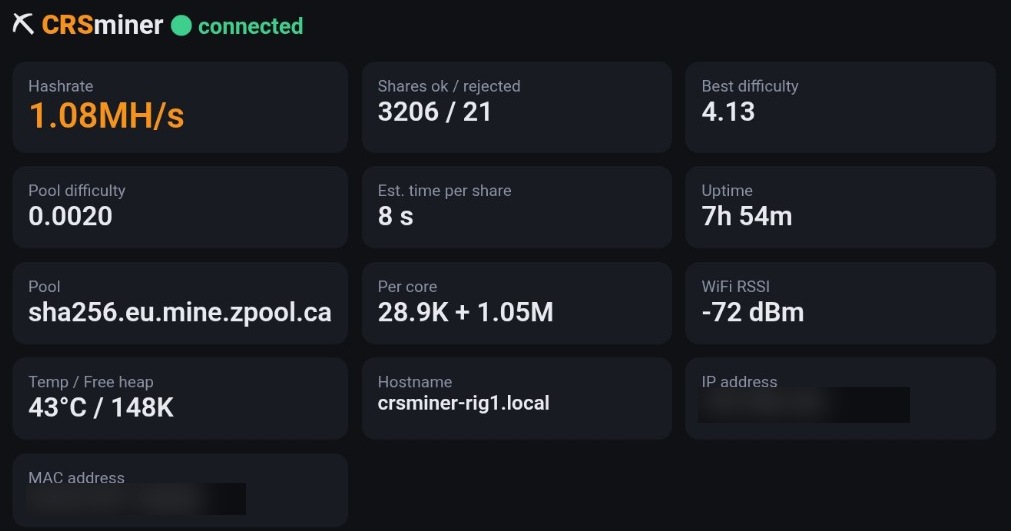 CRSminer connected
Hashrate
1.08MH/s
Shares ok / rejected
3206 / 21
Best difficulty
4.13
Pool difficulty
0.0020
Est. time per share
8 s
Uptime
7h 54m
Pool
sha256.eu.mine.zpool.ca
Per core
28.9K + 1.05M
WiFi RSSI
-72 dBm
Temp / Free heap
43°C / 148K
Hostname
crsminer-rig1.local
IP address
MAC address